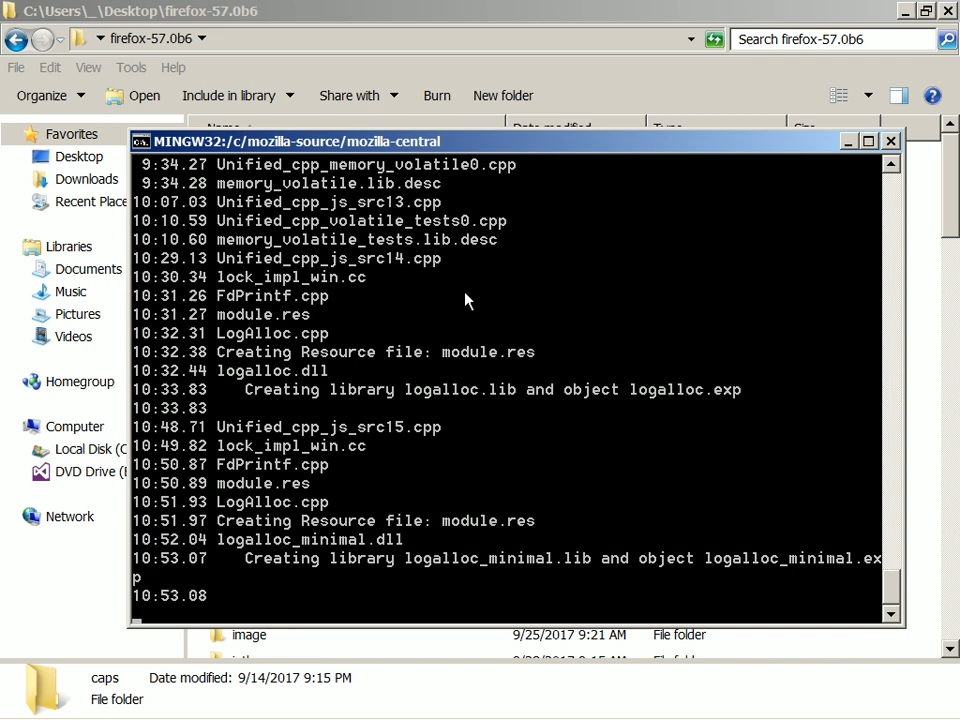 C:\Users\_\Desktop\firefox-57.0b6
firefox-57.0b6
Search firefox-57.0b6
File Edit View Tools Help
Organize Open Include in library Share with Burn New folder
Name Date modified Type Size
Favorites
Desktop
Downloads
Recent Place
Libraries
Documents
Music
Pictures
Videos
Homegroup
Computer
Local Disk (C
DVD Drive (
Network
MINGW32:/c/mozilla-source/mozilla-central
9:34.27 Unified_cpp_memory_volatile0.cpp
9:34.28 memory_volatile.lib.desc
10:07.03 Unified_cpp_js_src13.cpp
10:10.59 Unified_cpp_volatile_tests0.cpp
10:10.60 memory_volatile_tests.lib.desc
10:29.13 Unified_cpp_js_src14.cpp
10:30.34 lock_impl_win.cc
10:31.26 FdPrintf.cpp
10:31.27 module.res
10:32.31 LogAlloc.cpp
10:32.38 Creating Resource file: module.res
10:32.44 logalloc.dll
10:33.83    Creating library logalloc.lib and object logalloc.exp
10:33.83
10:48.71 Unified_cpp_js_src15.cpp
10:49.82 lock_impl_win.cc
10:50.87 FdPrintf.cpp
10:50.89 module.res
10:51.93 LogAlloc.cpp
10:51.97 Creating Resource file: module.res
10:52.04 logalloc_minimal.dll
10:53.07    Creating library logalloc_minimal.lib and object logalloc_minimal.ex
p
10:53.08
image 9/25/2017 9:21 AM File folder
caps Date modified: 9/14/2017 9:15 PM
File folder